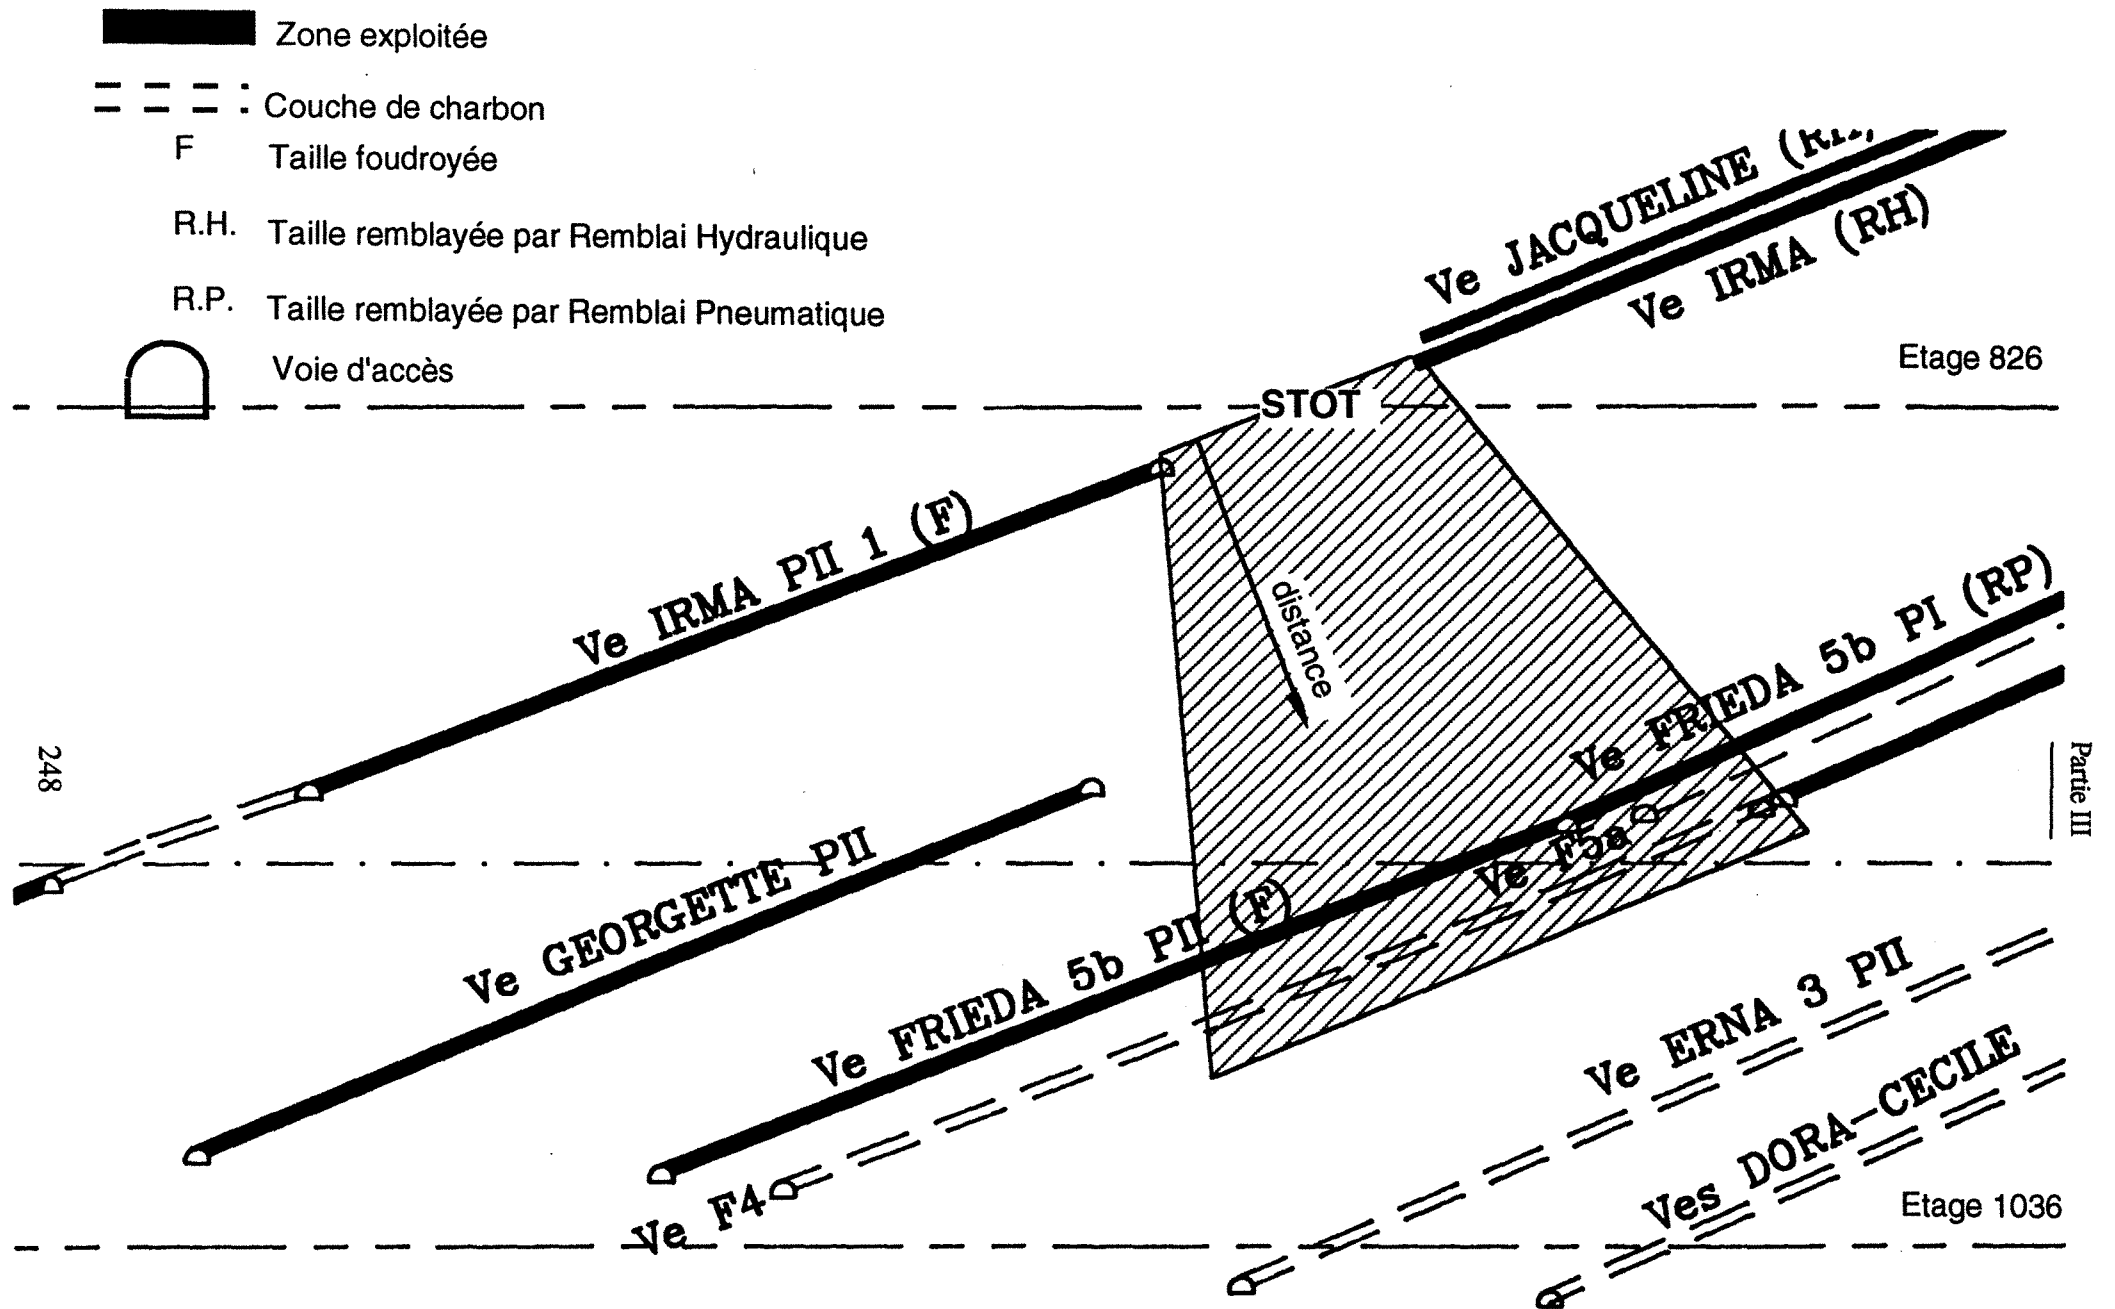 Zone exploitée
Couche de charbon
F Taille foudroyée
R.H. Taille remblayée par Remblai Hydraulique
R.P. Taille remblayée par Remblai Pneumatique
Voie d'accès
Ve JACQUELINE (RH)
Ve IRMA (RH)
Etage 826
STOT
Ve IRMA PII 1 (F)
distance
Ve FRIEDA 5b PI (RP)
248
Partie III
Ve GEORGETTE PII
Ve F5a
Ve FRIEDA 5b PII (F)
Ve ERNA 3 PII
Ves DORA-CECILE
Ve F4
Etage 1036